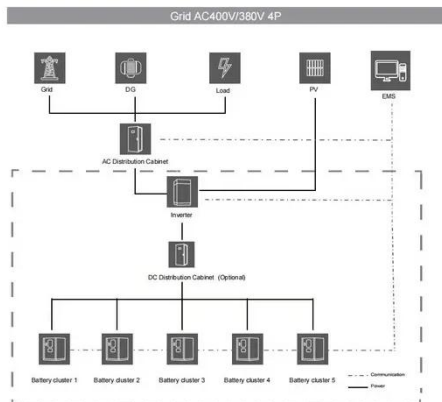 Grid AC400V/380V 4P
Grid
DG
Load
PV
EMS
AC Distribution Cabinet
Inverter
DC Distribution Cabinet (Optional)
Battery cluster 1
Battery cluster 2
Battery cluster 3
Battery cluster 4
Battery cluster 5
Communication
Power